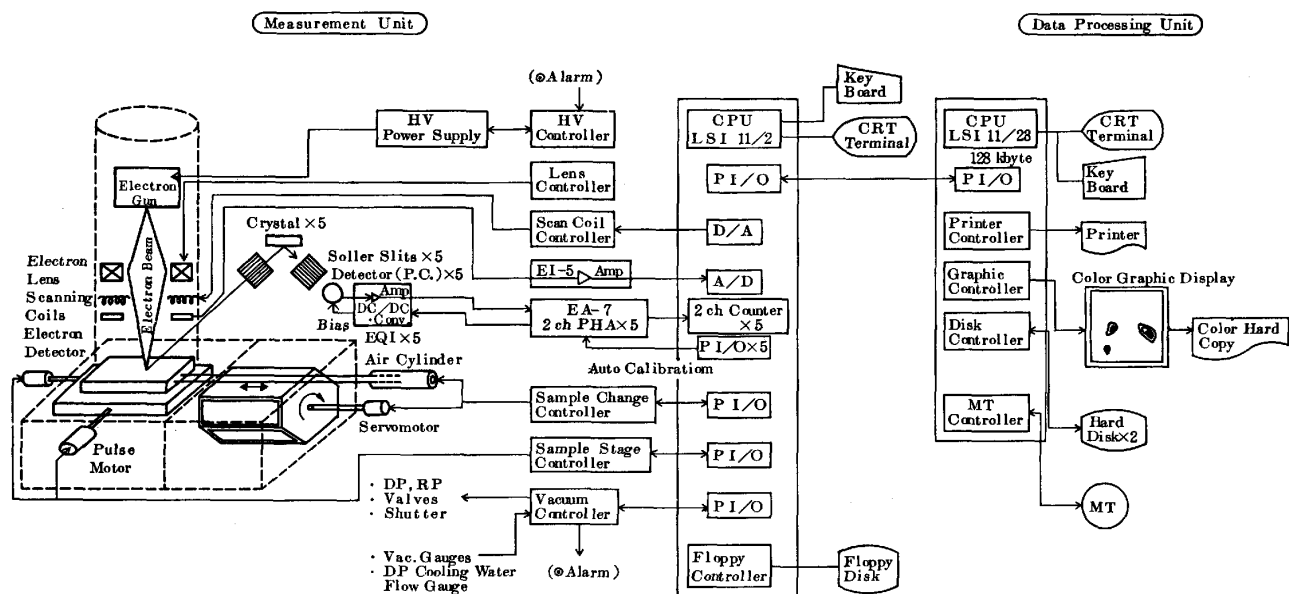 Measurement Unit
Data Processing Unit
(⊙Alarm)
HV
Power Supply
HV
Controller
CPU
LSI 11/2
Key
Board
CRT
Terminal
CPU
LSI 11/28
128 kbyte
CRT
Terminal
Key
Board
Electron
Gun
Lens
Controller
PI/O
PI/O
Crystal×5
Scan Coil
Controller
D/A
Printer
Controller
Printer
Electron
Lens
Scanning
Coils
Electron
Detector
Electron Beam
Soller Slits×5
Detector(P.C.)×5
EI-5
Amp
A/D
Graphic
Controller
Color Graphic Display
Amp
DC/DC
·Conv
Bias
EQI×5
EA-7
2 ch PHA×5
2 ch Counter
×5
Disk
Controller
Color Hard
Copy
PI/O×5
Auto Calibration
Air Cylinder
Servomotor
Sample Change
Controller
PI/O
MT
Controller
Hard
Disk×2
Pulse
Motor
Sample Stage
Controller
PI/O
· DP, RP
· Valves
· Shutter
Vacuum
Controller
PI/O
MT
· Vac. Gauges
· DP Cooling Water
Flow Gauge
(⊙Alarm)
Floppy
Controller
Floppy
Disk